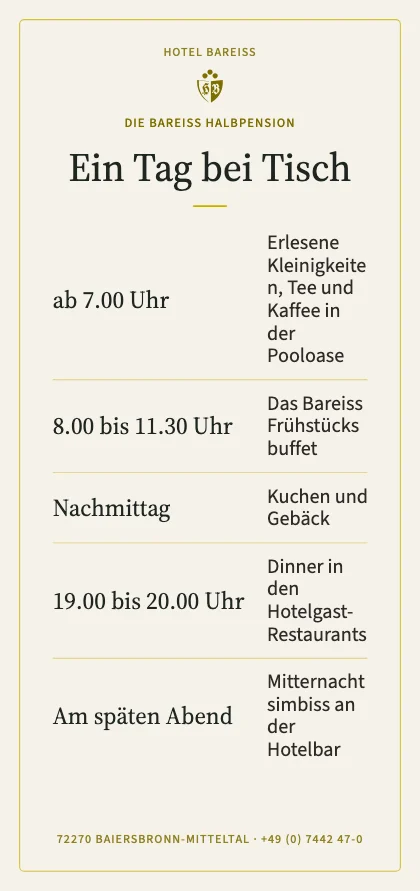 HOTEL BAREISS
HB
DIE BAREISS HALBPENSION
Ein Tag bei Tisch
ab 7.00 Uhr
Erlesene
Kleinigkeite
n, Tee und
Kaffee in
der
Pooloase
8.00 bis 11.30 Uhr
Das Bareiss
Frühstücks
buffet
Nachmittag
Kuchen und
Gebäck
19.00 bis 20.00 Uhr
Dinner in
den
Hotelgast-
Restaurants
Am späten Abend
Mitternacht
simbiss an
der
Hotelbar
72270 BAIERSBRONN-MITTELTAL · +49 (0) 7442 47-0